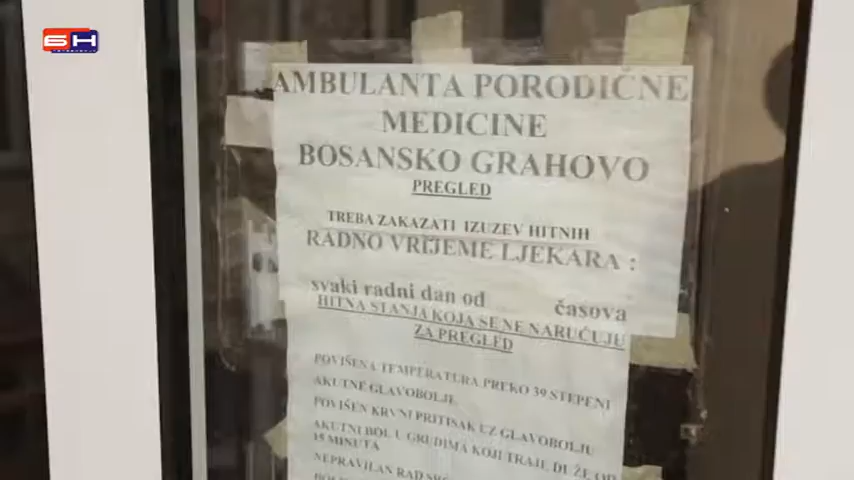 BH
AMBULANTA PORODIČNE
MEDICINE
BOSANSKO GRAHOVO
PREGLED
TREBA ZAKAZATI IZUZEV HITNIH
RADNO VRIJEME LJEKARA :
svaki radni dan od časova
HITNA STANJA KOJA SE NE NARUČUJU
ZA PREGLED
POVIŠENA TEMPERATURA PREKO 39 STEPENI
AKUTNE GLAVOBOLJE
POVIŠEN KRVNI PRITISAK UZ GLAVOBOLJU
AKUTNI BOL U GRUDIMA KOJI TRAJE DUŽE OD
15 MINUTA
NEPRAVILAN RAD